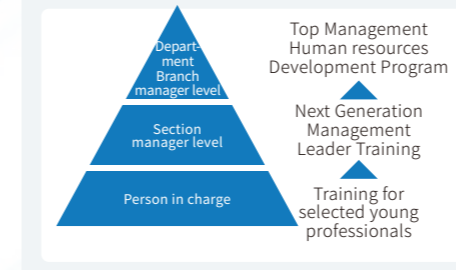 Depart-
ment
Branch
manager level
Section
manager level
Person in charge
Top Management
Human resources
Development Program
Next Generation
Management
Leader Training
Training for
selected young
professionals